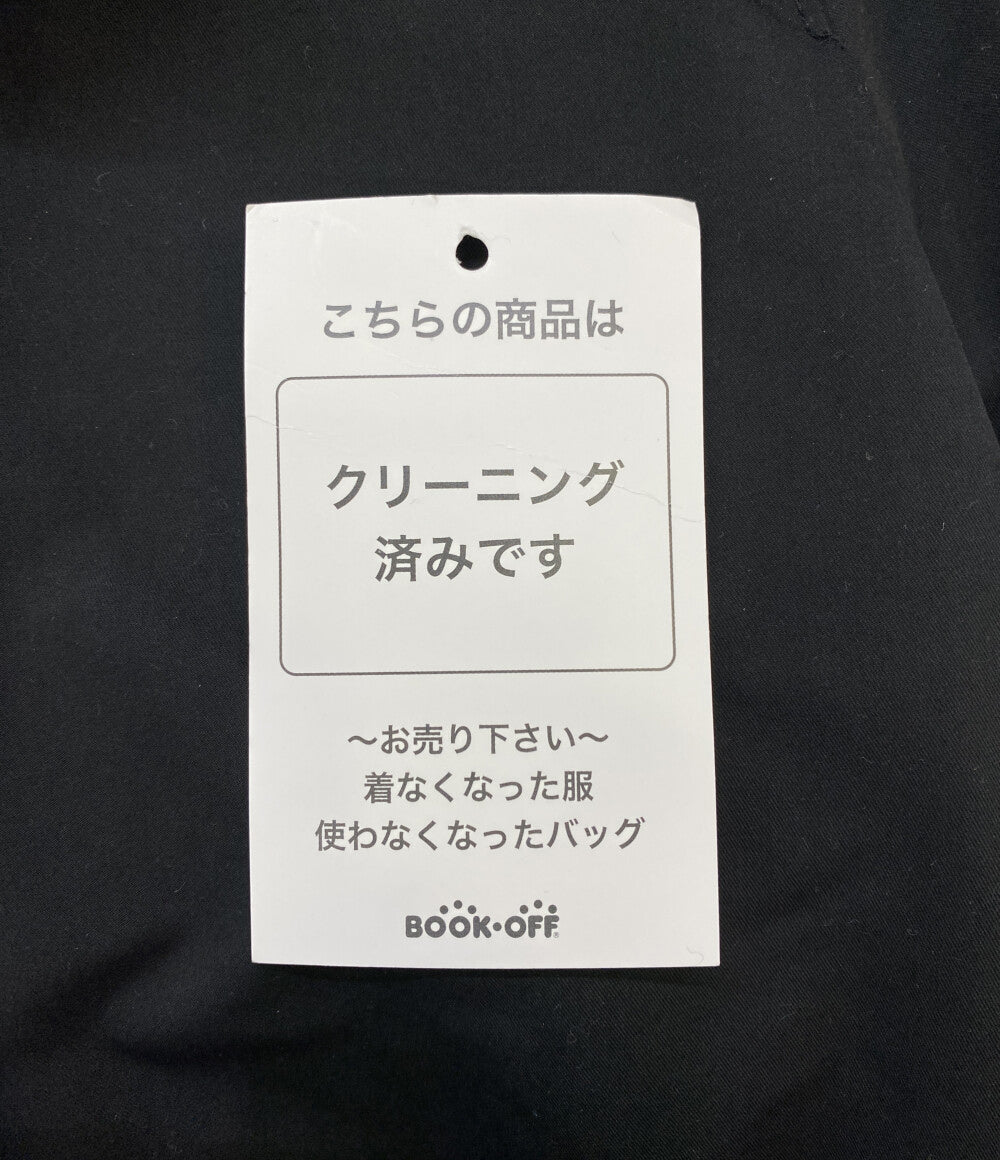 こちらの商品は
クリーニング
済みです
〜お売り下さい〜
着なくなった服
使わなくなったバッグ
BOOK•OFF®